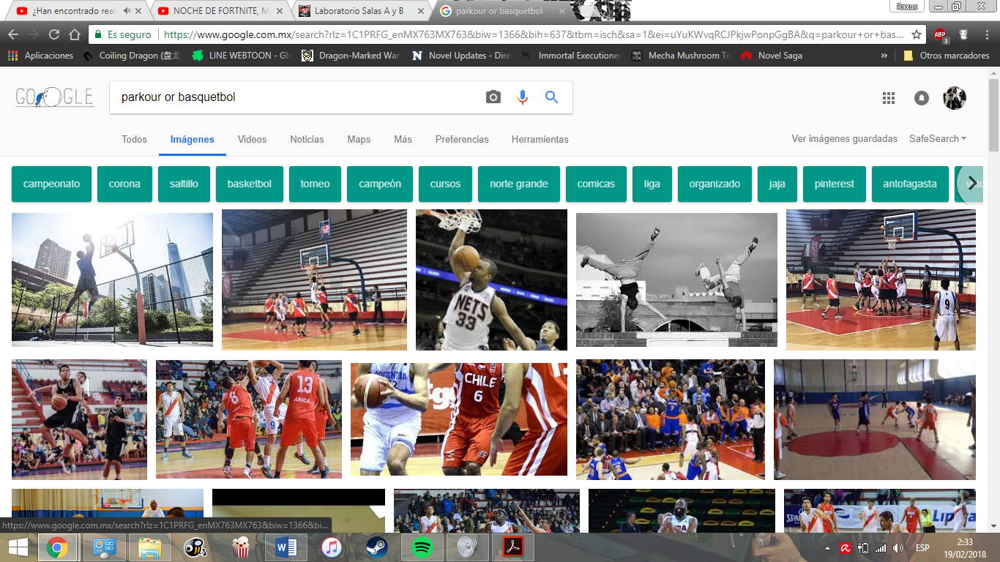 ¿Han encontrado real
NOCHE DE FORTNITE, M
Laboratorio Salas A y B
parkour or basquetbol -
Raxus
Es seguro
https://www.google.com.mx/search?rlz=1C1PRFG_enMX763MX763&biw=1366&bih=637&tbm=isch&sa=1&ei=uYuKWvqRCJPkjwPonpGgBA&q=parkour+or+bas...
ABP
3
Aplicaciones
Coiling Dragon (盘龙
LINE WEBTOON - Glo
Dragon-Marked War
Novel Updates - Dire
Immortal Executioner
Mecha Mushroom Tra
Novel Saga
»
Otros marcadores
GOOGLE
parkour or basquetbol
Todos
Imágenes
Videos
Noticias
Maps
Más
Preferencias
Herramientas
Ver imágenes guardadas
SafeSearch
campeonato
corona
saltillo
basketbol
torneo
campeón
cursos
norte grande
comicas
liga
organizado
jaja
pinterest
antofagasta
vide
12
NETS
33
9
6
13
ARICA
9
ARGENTINA
CHILE
6
7
https://www.google.com.mx/search?rlz=1C1PRFG_enMX763MX763&biw=1366&bi...
ESP
2:33
19/02/2018